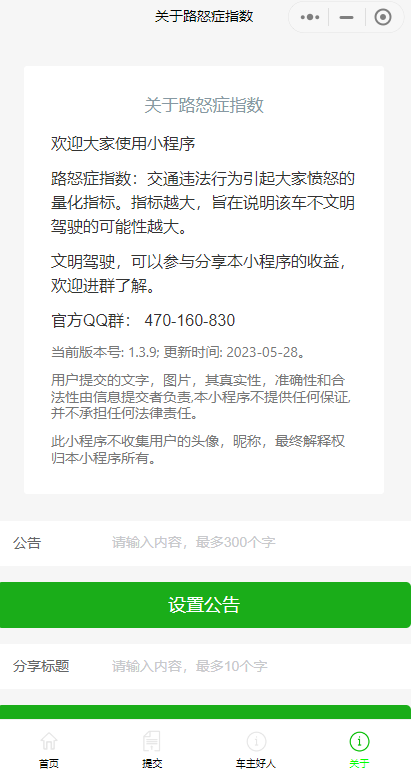 关于路怒症指数
关于路怒症指数
欢迎大家使用小程序
路怒症指数：交通违法行为引起大家愤怒的
量化指标。指标越大，旨在说明该车不文明
驾驶的可能性越大。
文明驾驶，可以参与分享本小程序的收益，
欢迎进群了解。
官方QQ群： 470-160-830
当前版本号: 1.3.9; 更新时间: 2023-05-28。
用户提交的文字，图片，其真实性，准确性和合
法性由信息提交者负责,本小程序不提供任何保证,
并不承担任何法律责任。
此小程序不收集用户的头像，昵称，最终解释权
归本小程序所有。
公告 请输入内容，最多300个字
设置公告
分享标题 请输入内容，最多10个字
首页 提交 车主好人 关于